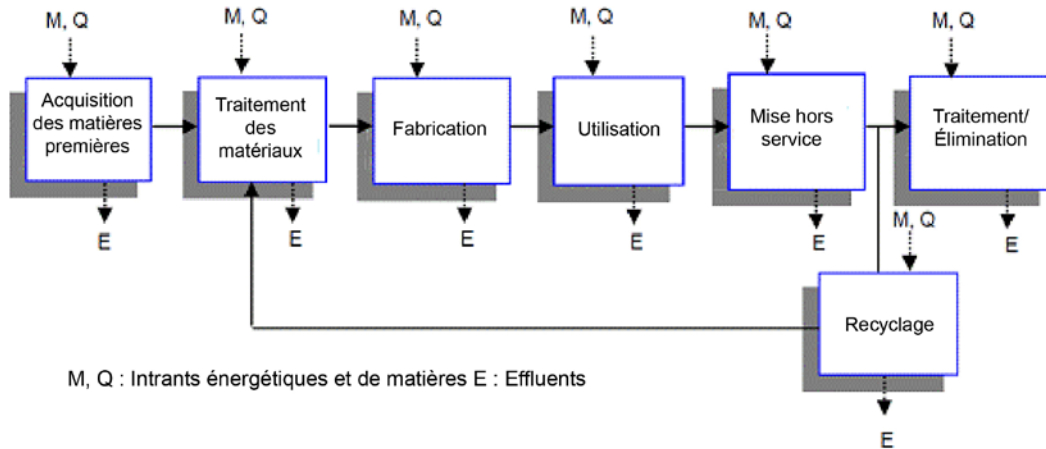 M, Q
M, Q
M, Q
M, Q
M, Q
M, Q
Acquisition
des matières
premières
Traitement
des
matériaux
Fabrication
Utilisation
Mise hors
service
Traitement/
Élimination
E
E
E
E
E
E
M, Q
Recyclage
M, Q : Intrants énergétiques et de matières E : Effluents
E